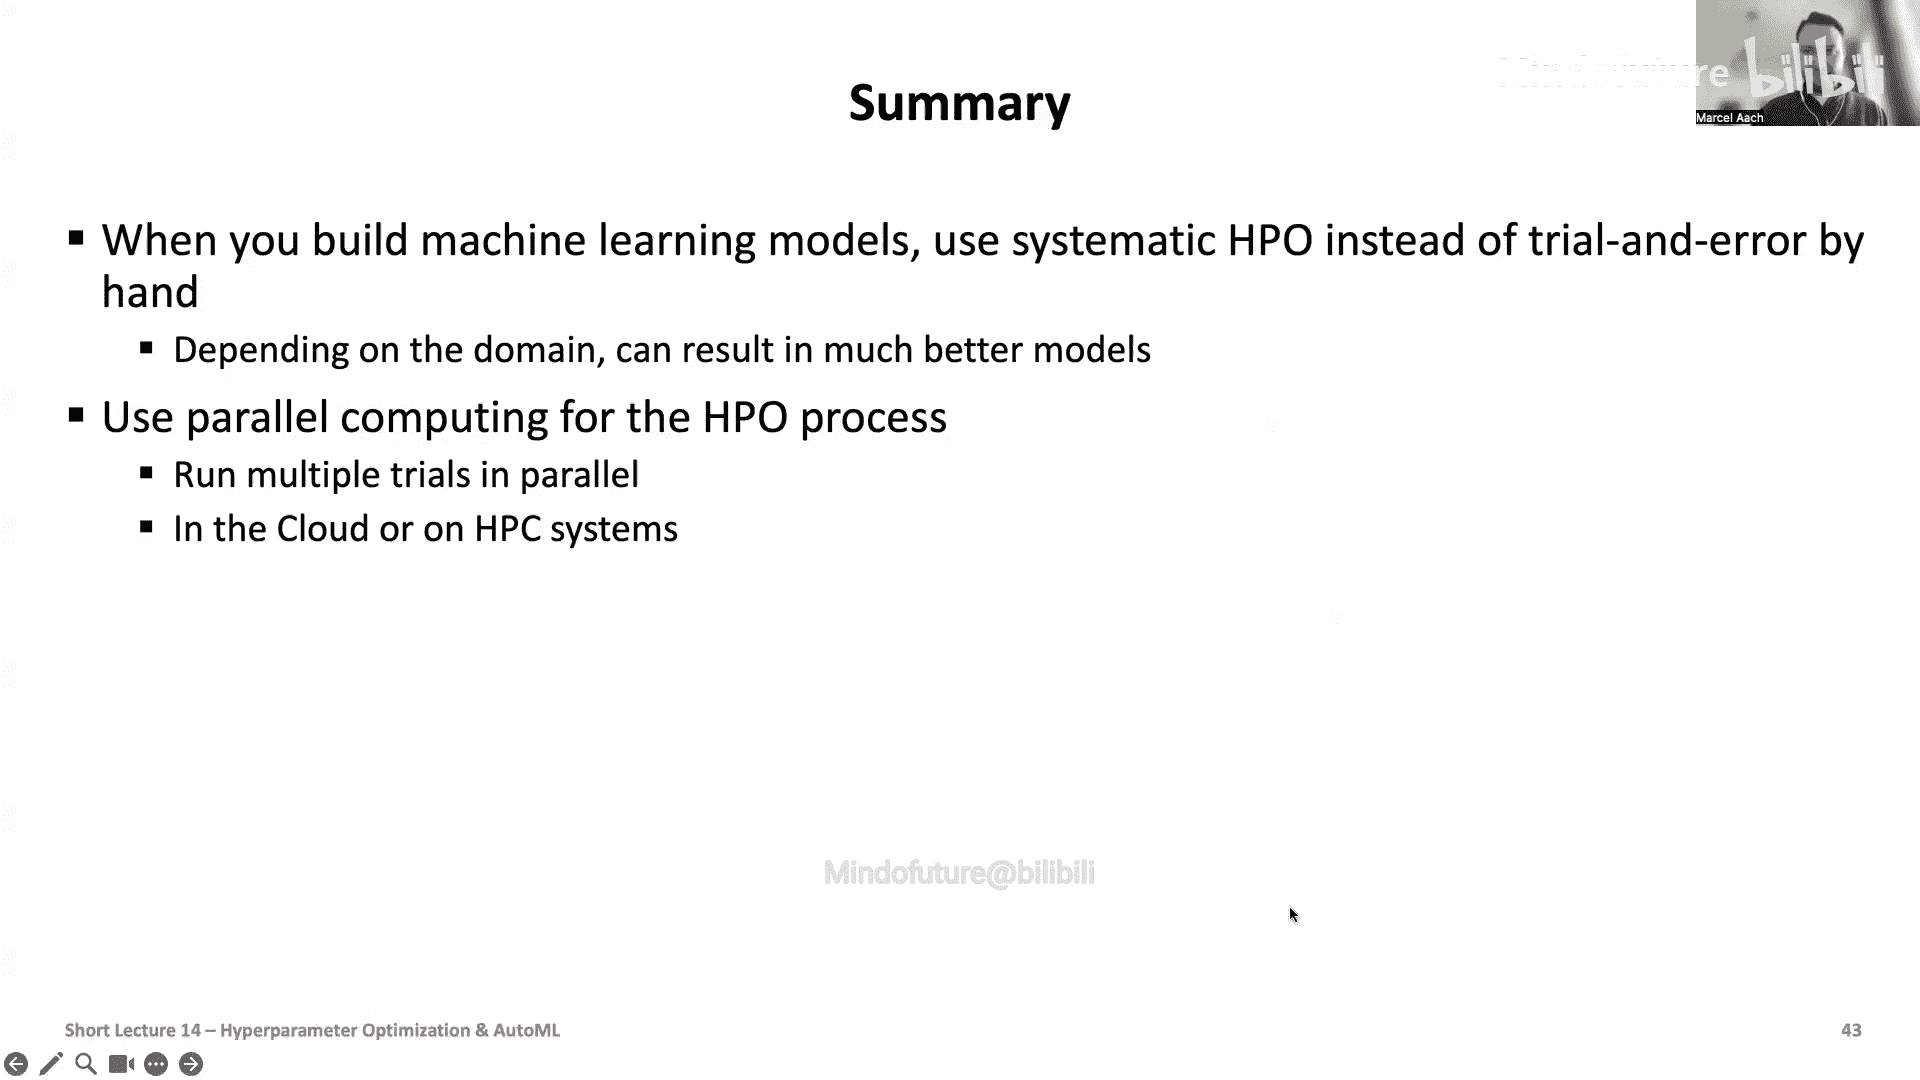 bilibili
Marcel Aach
Summary
▪ When you build machine learning models, use systematic HPO instead of trial-and-error by
hand
▪ Depending on the domain, can result in much better models
▪ Use parallel computing for the HPO process
▪ Run multiple trials in parallel
▪ In the Cloud or on HPC systems
Mindofuture@bilibili
Short Lecture 14 – Hyperparameter Optimization & AutoML
43